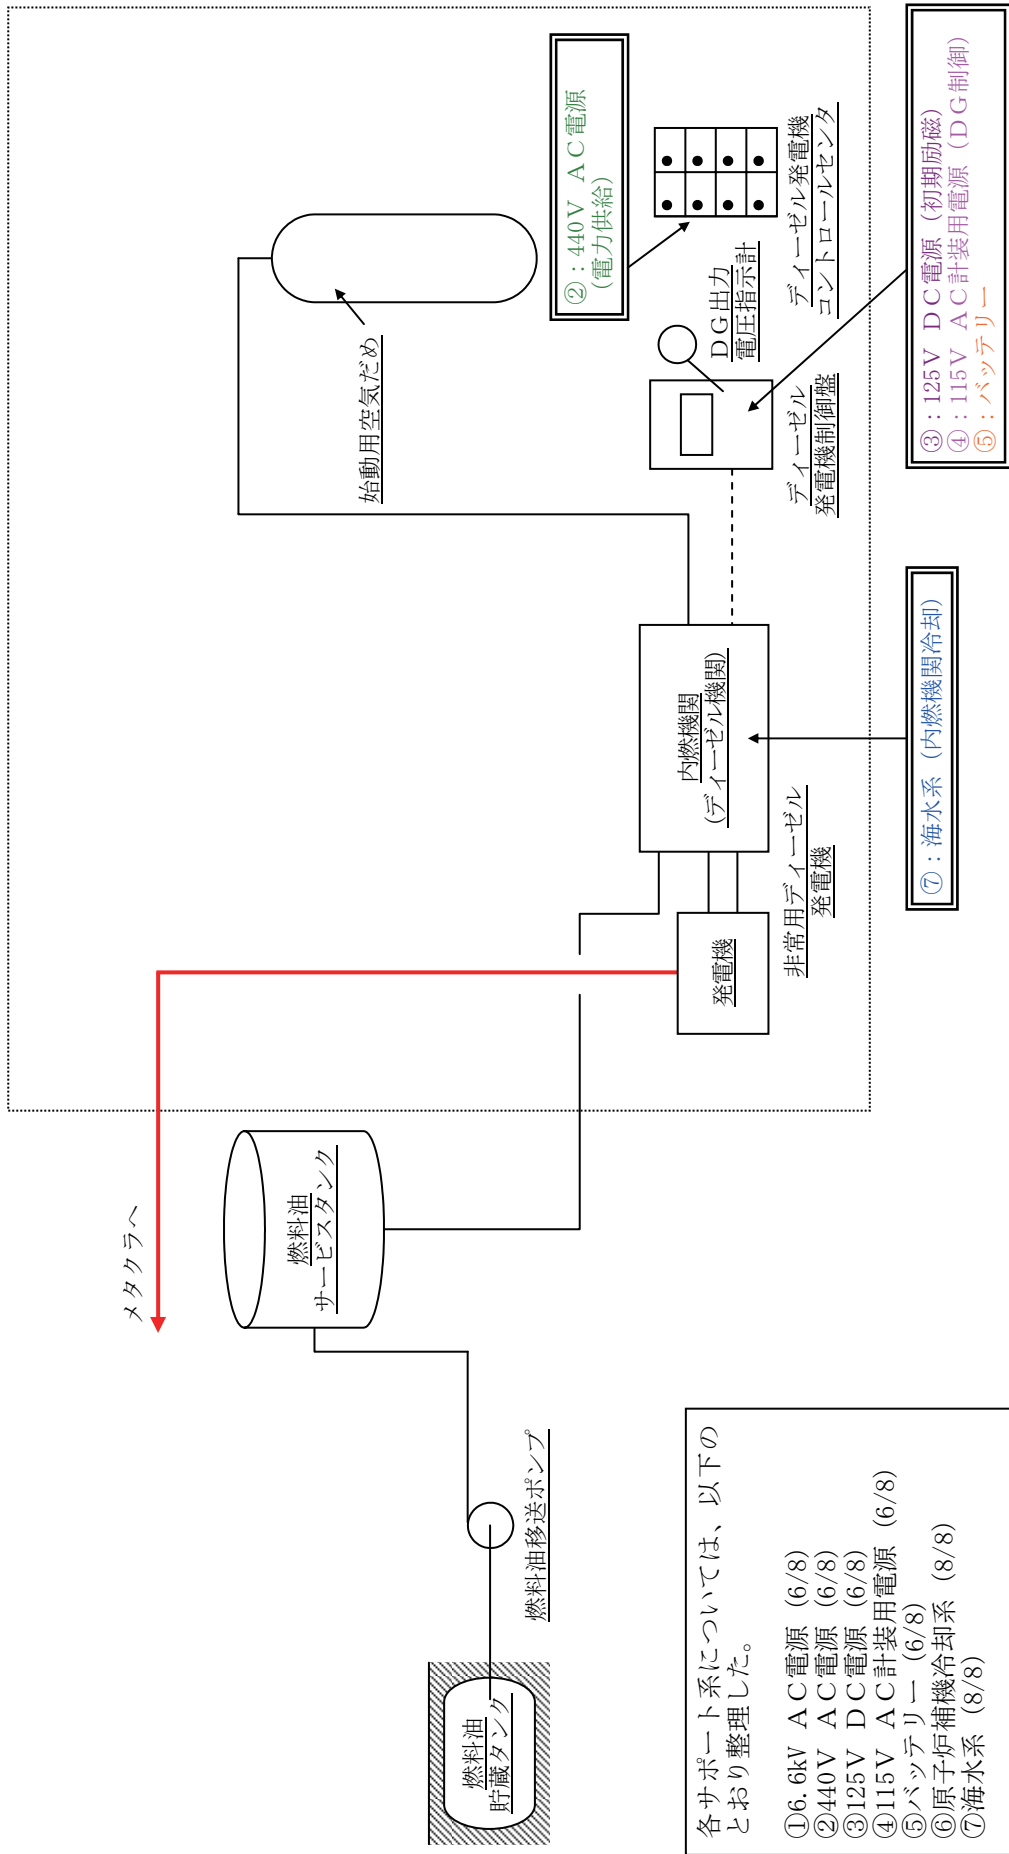 メタクラへ
燃料油
貯蔵タンク
燃料油移送ポンプ
燃料油
サービスタンク
始動用空気だめ
発電機
非常用ディーゼル
発電機
内燃機関
(ディーゼル機関)
ディーゼル
発電機制御盤
DG出力
電圧指示計
ディーゼル発電機
コントロールセンタ
②:440V AC電源
(電力供給)
③:125V DC電源(初期励磁)
④:115V AC計装用電源(DG制御)
⑤:バッテリー
⑦:海水系(内燃機関冷却)
各サポート系については、以下の
とおり整理した。
①6.6kV AC電源(6/8)
②440V AC電源(6/8)
③125V DC電源(6/8)
④115V AC計装用電源(6/8)
⑤バッテリー(6/8)
⑥原子炉補機冷却系(8/8)
⑦海水系(8/8)